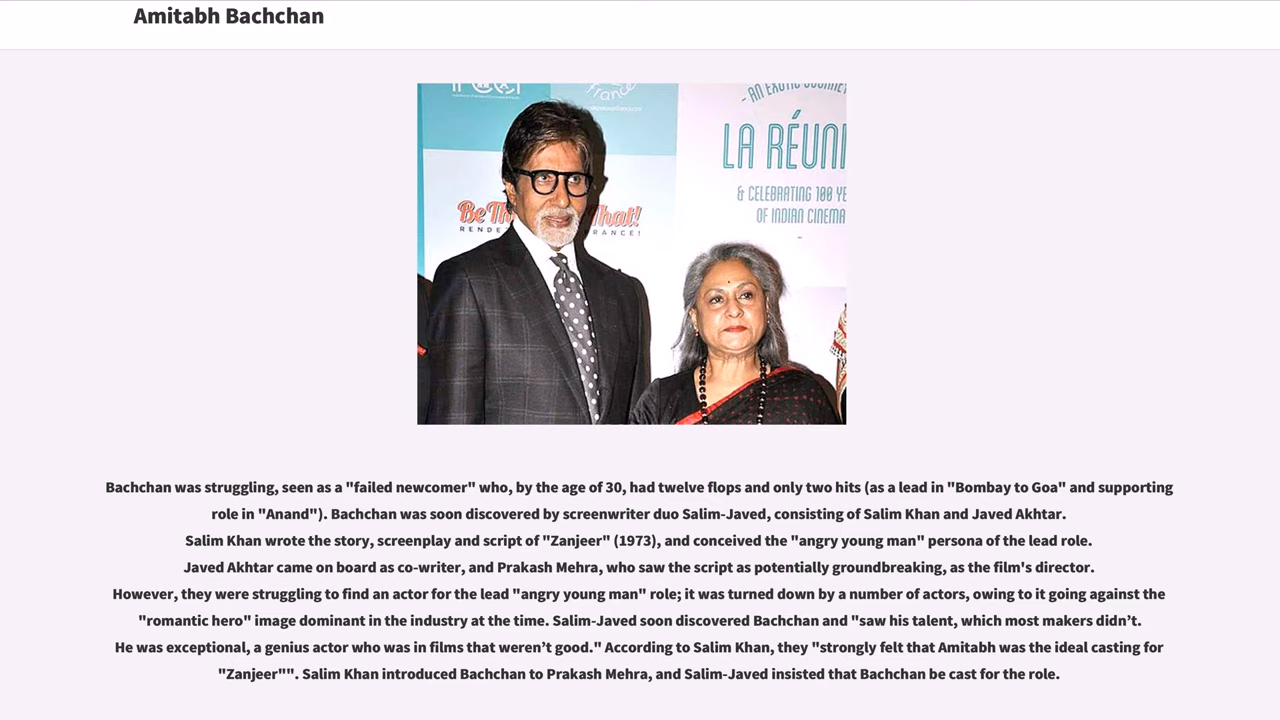 Amitabh Bachchan
france
- AN EXOTIC JOURNEY
LA RÉUNI
& CELEBRATING 100 YE
OF INDIAN CINEMA
Be Th That!
RENDE FRANCE!
Bachchan was struggling, seen as a "failed newcomer" who, by the age of 30, had twelve flops and only two hits (as a lead in "Bombay to Goa" and supporting
role in "Anand"). Bachchan was soon discovered by screenwriter duo Salim-Javed, consisting of Salim Khan and Javed Akhtar.
Salim Khan wrote the story, screenplay and script of "Zanjeer" (1973), and conceived the "angry young man" persona of the lead role.
Javed Akhtar came on board as co-writer, and Prakash Mehra, who saw the script as potentially groundbreaking, as the film's director.
However, they were struggling to find an actor for the lead "angry young man" role; it was turned down by a number of actors, owing to it going against the
"romantic hero" image dominant in the industry at the time. Salim-Javed soon discovered Bachchan and "saw his talent, which most makers didn’t.
He was exceptional, a genius actor who was in films that weren’t good." According to Salim Khan, they "strongly felt that Amitabh was the ideal casting for
"Zanjeer"". Salim Khan introduced Bachchan to Prakash Mehra, and Salim-Javed insisted that Bachchan be cast for the role.